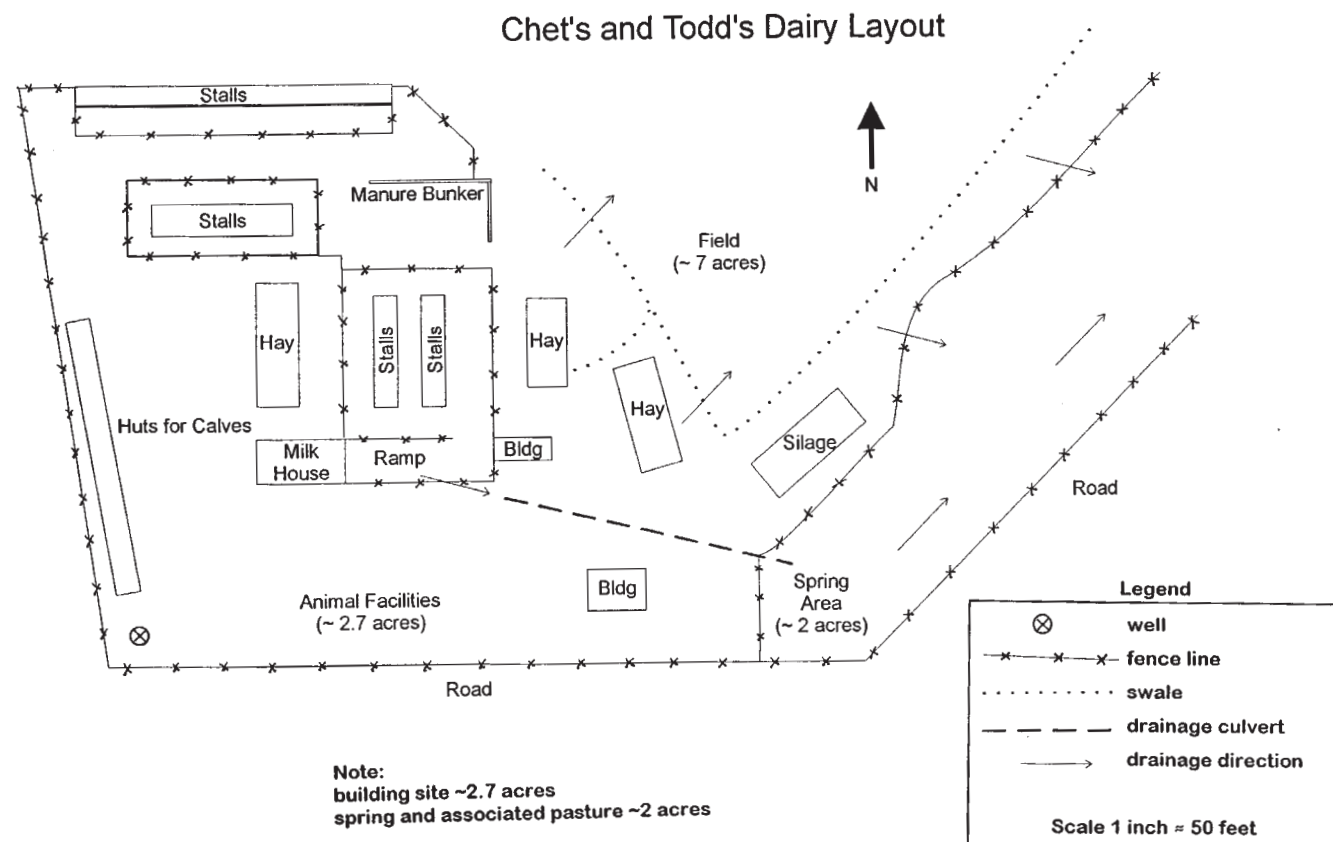 Chet's and Todd's Dairy Layout
Stalls
N
Manure Bunker
Stalls
Field
(~ 7 acres)
Hay
Stalls
Stalls
Hay
Hay
Huts for Calves
Milk
House
Ramp
Bldg
Silage
Road
Bldg
Spring
Area
(~ 2 acres)
Animal Facilities
(~ 2.7 acres)
Road
Legend
well
fence line
swale
drainage culvert
drainage direction
Scale 1 inch ≈ 50 feet
Note:
building site ~2.7 acres
spring and associated pasture ~2 acres